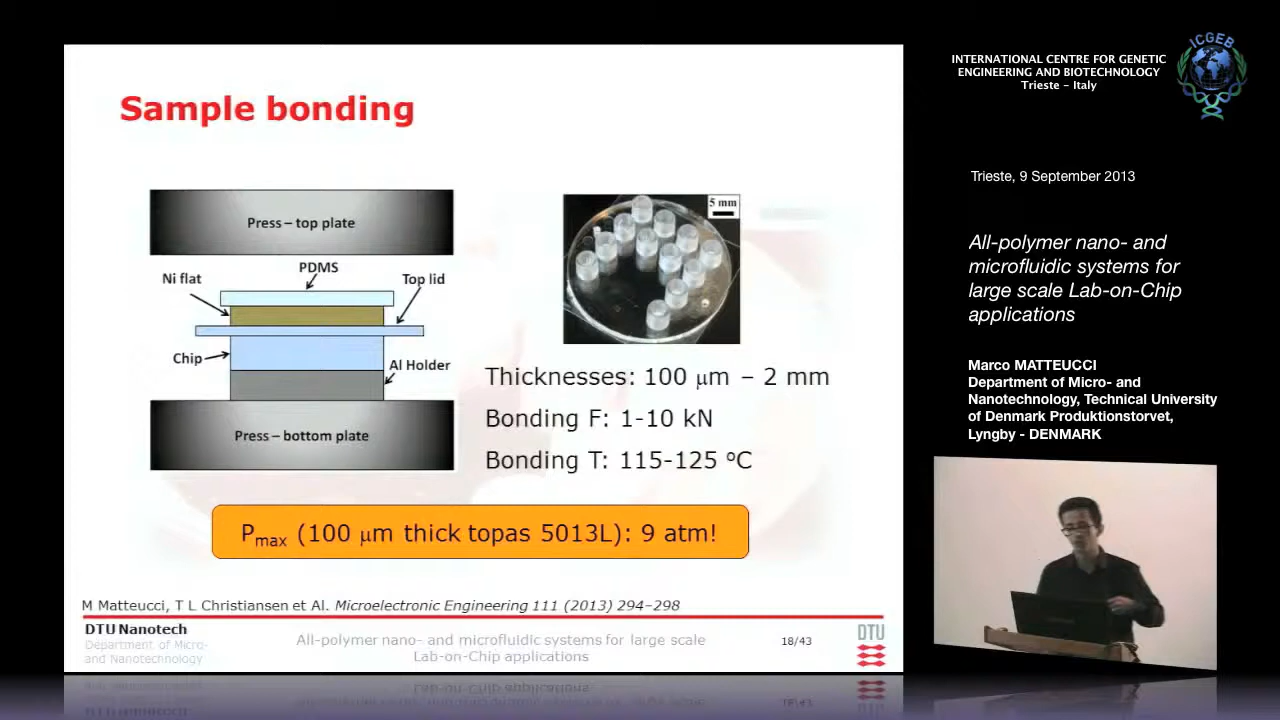 Sample bonding
Press – top plate
PDMS
Ni flat
Top lid
Chip
Al Holder
Press – bottom plate
5 mm
Thicknesses: 100 μm – 2 mm
Bonding F: 1-10 kN
Bonding T: 115-125 °C
Pmax (100 μm thick topas 5013L): 9 atm!
M Matteucci, T L Christiansen et Al. Microelectronic Engineering 111 (2013) 294–298
DTU Nanotech
Department of Micro-
and Nanotechnology
All-polymer nano- and microfluidic systems for large scale
Lab-on-Chip applications
18/43
DTU
INTERNATIONAL CENTRE FOR GENETIC
ENGINEERING AND BIOTECHNOLOGY
Trieste – Italy
ICGEB
Trieste, 9 September 2013
All-polymer nano- and
microfluidic systems for
large scale Lab-on-Chip
applications
Marco MATTEUCCI
Department of Micro- and
Nanotechnology, Technical University
of Denmark Produktionstorvet,
Lyngby - DENMARK